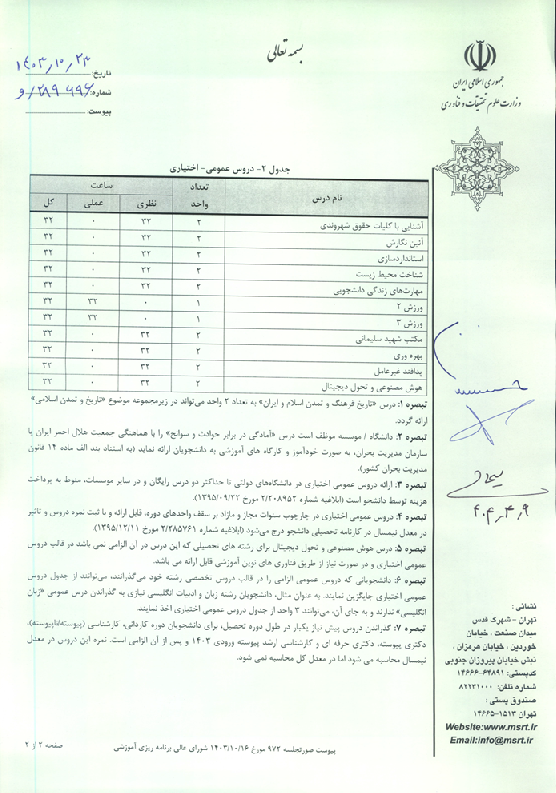 بسمه تعالی
جمهوری اسلامی ایران
وزارت علوم تحقیقات و فناوری
تاریخ: ۱۴۰۳٫۱۰٫۲۳
شماره:
پیوست:
جدول ۲- دروس عمومی- اختیاری
نام درس تعداد واحد ساعت
نظری عملی کل
آشنایی با کلیات حقوق شهروندی ۲ ۳۲ ۰ ۳۲
آئین نگارش ۲ ۳۲ ۰ ۳۲
استانداردسازی ۲ ۳۲ ۰ ۳۲
شناخت محیط زیست ۲ ۳۲ ۰ ۳۲
مهارت‌های زندگی دانشجویی ۲ ۳۲ ۰ ۳۲
ورزش ۲ ۱ ۰ ۳۲ ۳۲
ورزش ۳ ۱ ۰ ۳۲ ۳۲
مکتب شهید سلیمانی ۲ ۳۲ ۰ ۳۲
بهره وری ۲ ۳۲ ۰ ۳۲
پدافند غیرعامل ۲ ۳۲ ۰ ۳۲
هوش مصنوعی و تحول دیجیتال ۲ ۳۲ ۰ ۳۲
تبصره ۱: درس «تاریخ فرهنگ و تمدن اسلام و ایران» به تعداد ۲ واحد می‌تواند در زیرمجموعه موضوع «تاریخ و تمدن اسلامی»
ارائه گردد.
تبصره ۲: دانشگاه / موسسه موظف است درس «آمادگی در برابر حوادث و سوانح» را با هماهنگی جمعیت هلال احمر ایران یا
سازمان مدیریت بحران، به صورت خودآموز و کارگاه های آموزشی به دانشجویان ارائه نماید (به استناد بند الف ماده ۱۴ قانون
مدیریت بحران کشور).
تبصره ۳: ارائه دروس عمومی اختیاری در دانشگاه‌های دولتی تا حداکثر دو درس رایگان و در سایر موسسات، منوط به پرداخت
هزینه توسط دانشجو است (ابلاغیه شماره ۲/۲۰۸۹۵۲ مورخ ۱۳۹۵/۰۹/۲۲).
تبصره ۴: دروس عمومی اختیاری در چارچوب سنوات مجاز و مازاد بر سقف واحدهای دوره، قابل ارائه و با ثبت نمره دروس و تاثیر
در معدل نیمسال در کارنامه تحصیلی دانشجو درج می‌شود (ابلاغیه شماره ۲/۲۸۵۷۶۱ مورخ ۱۳۹۵/۱۲/۱۱).
تبصره ۵: درس هوش مصنوعی و تحول دیجیتال برای رشته های تحصیلی که این درس در آن الزامی نمی باشد در قالب دروس
عمومی اختیاری و در صورت نیاز از طریق فناوری های نوین آموزشی قابل ارائه می باشد.
تبصره ۶: دانشجویانی که دروس عمومی الزامی را در قالب دروس تخصصی رشته خود می‌گذرانند، می‌توانند از جدول دروس
عمومی اختیاری جایگزین نمایند. به عنوان مثال، دانشجویان رشته زبان و ادبیات انگلیسی نیازی به گذراندن درس عمومی «زبان
انگلیسی» ندارند و به جای آن، می‌توانند ۳ واحد از جدول دروس عمومی اختیاری اخذ نمایند.
تبصره ۷: گذراندن دروس پیش نیاز یکبار در طول دوره تحصیل، برای دانشجویان دوره کاردانی، کارشناسی (پیوسته/ناپیوسته)،
دکتری پیوسته، دکتری حرفه ای و کارشناسی ارشد پیوسته ورودی ۱۴۰۳ و پس از آن الزامی است. نمره این دروس در معدل
نیمسال محاسبه می شود اما در معدل کل محاسبه نمی شود.
۴۰۴٫۴٫۹
نشانی:
تهران - شهرک قدس
میدان صنعت، خیابان
خوردین، خیابان هرمزان،
نبش خیابان پیروزان جنوبی
کدپستی: ۱۴۶۶۶-۶۴۸۹۱
شماره تلفن: ۸۲۲۳۱۰۰۰
صندوق پستی:
تهران ۱۵۱۳-۱۴۶۶۵
Website:www.msrt.ir
Email:info@msrt.ir
پیوست صورتجلسه ۹۷۲ مورخ ۱۴۰۳/۱۰/۱۶ شورای عالی برنامه ریزی آموزشی
صفحه ۲ از ۲